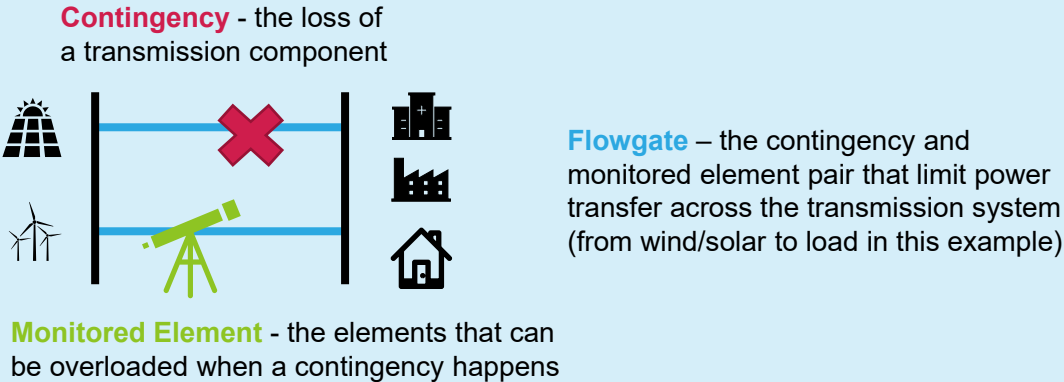 Contingency - the loss of
a transmission component
Flowgate – the contingency and
monitored element pair that limit power
transfer across the transmission system
(from wind/solar to load in this example)
Monitored Element - the elements that can
be overloaded when a contingency happens